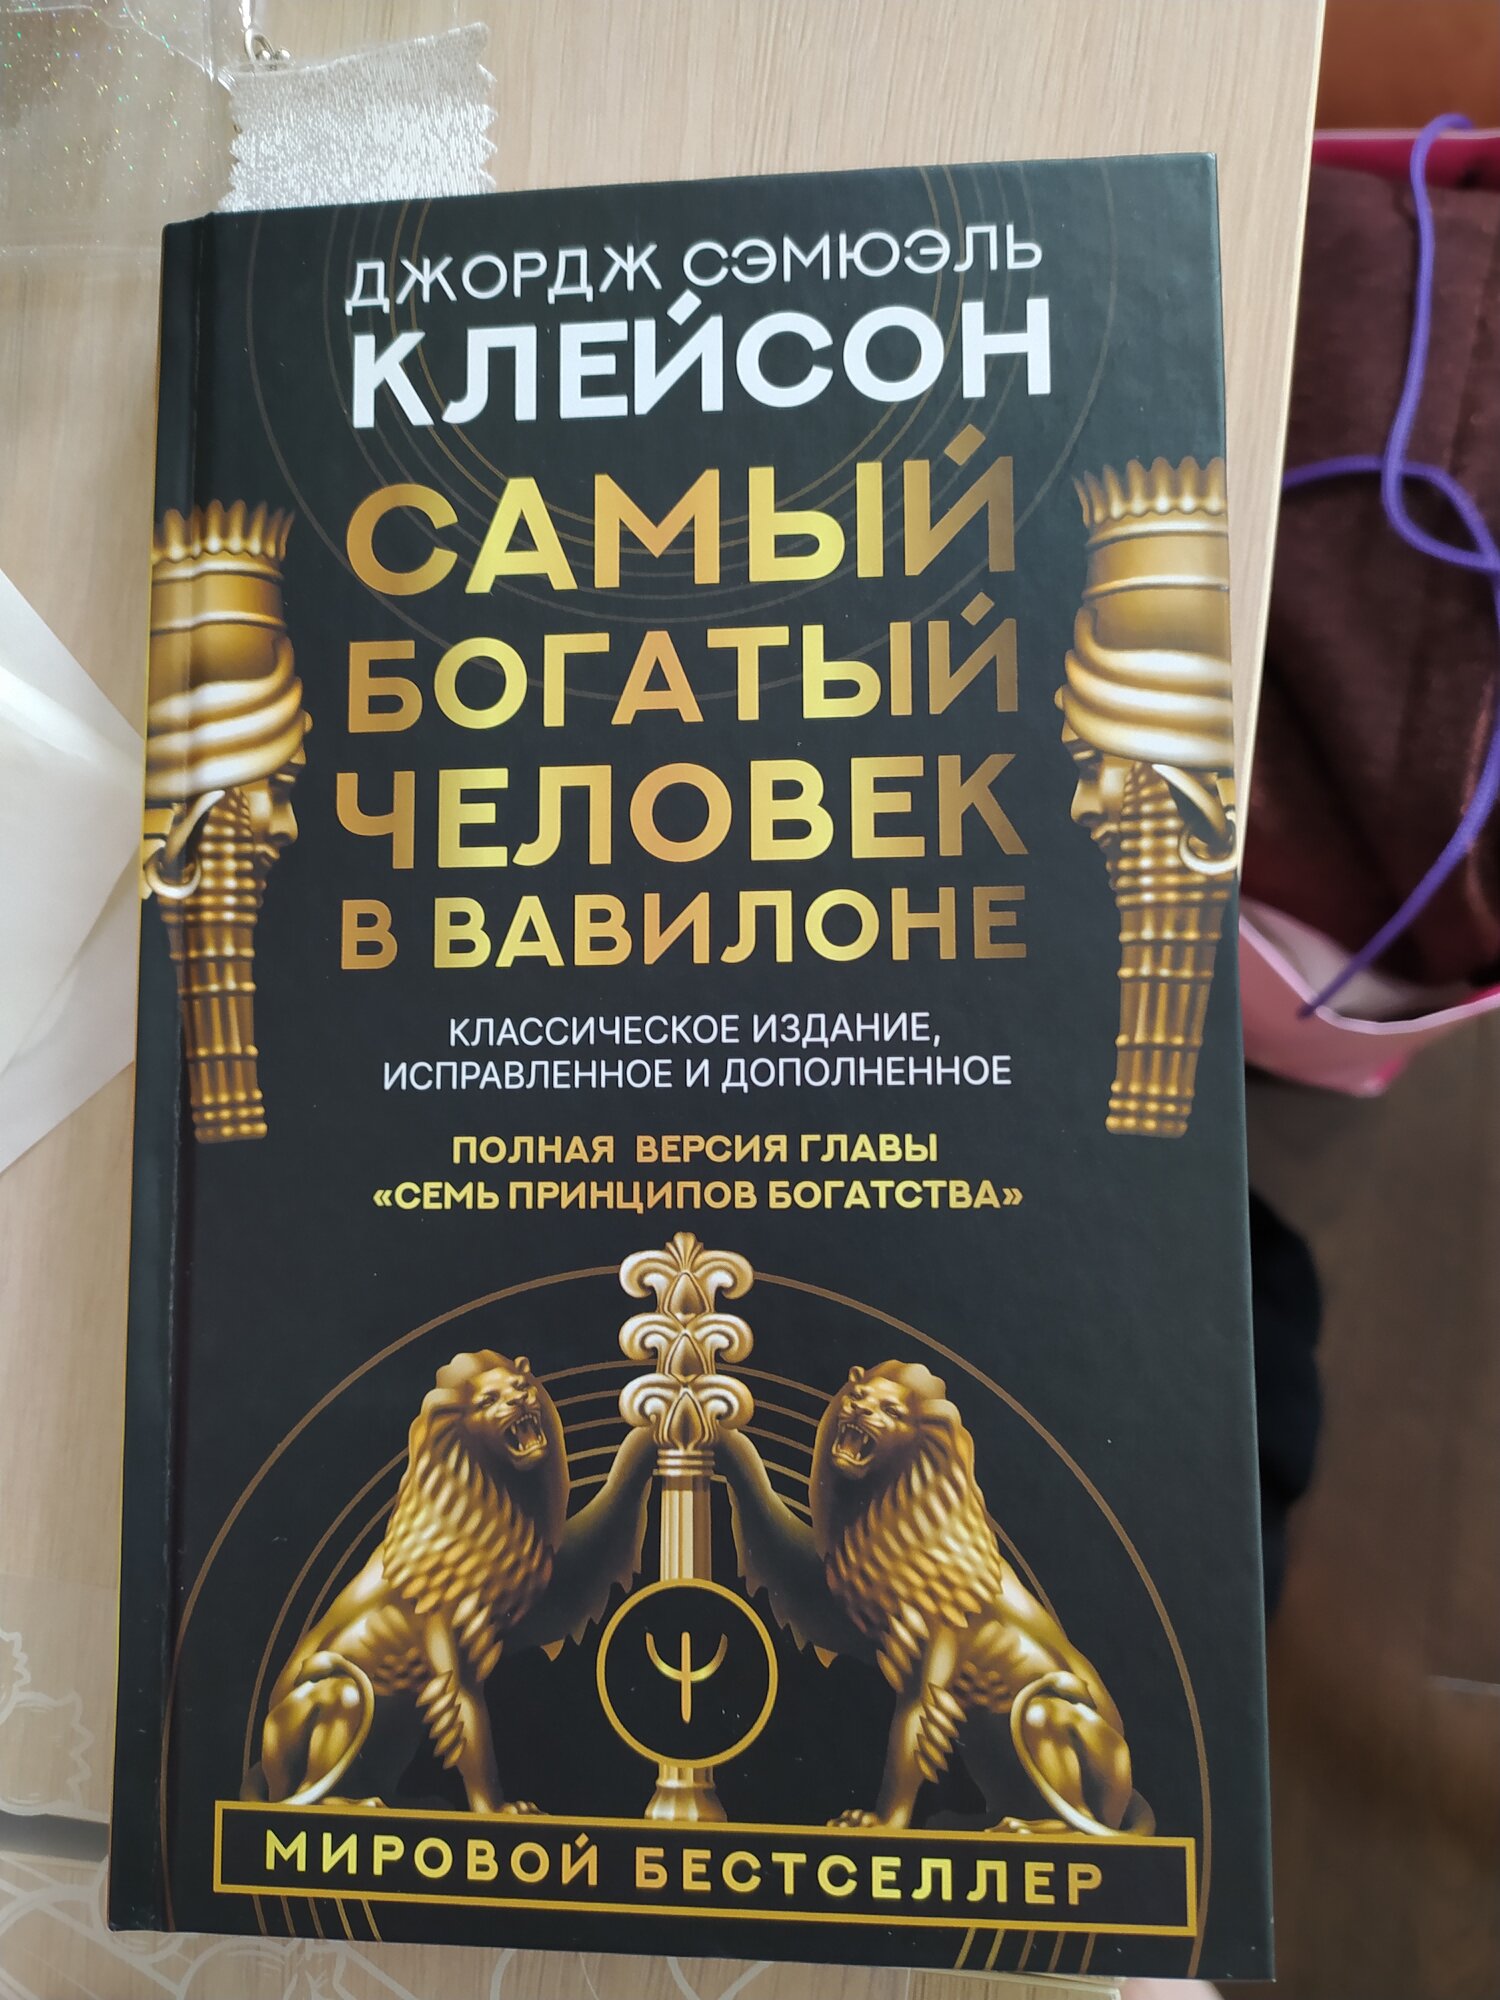 ДЖОРДЖ СЭМЮЭЛЬ
КЛЕЙСОН
САМЫЙ
БОГАТЫЙ
ЧЕЛОВЕК
В ВАВИЛОНЕ
КЛАССИЧЕСКОЕ ИЗДАНИЕ,
ИСПРАВЛЕННОЕ И ДОПОЛНЕННОЕ
ПОЛНАЯ ВЕРСИЯ ГЛАВЫ
«СЕМЬ ПРИНЦИПОВ БОГАТСТВА»
МИРОВОЙ БЕСТСЕЛЛЕР